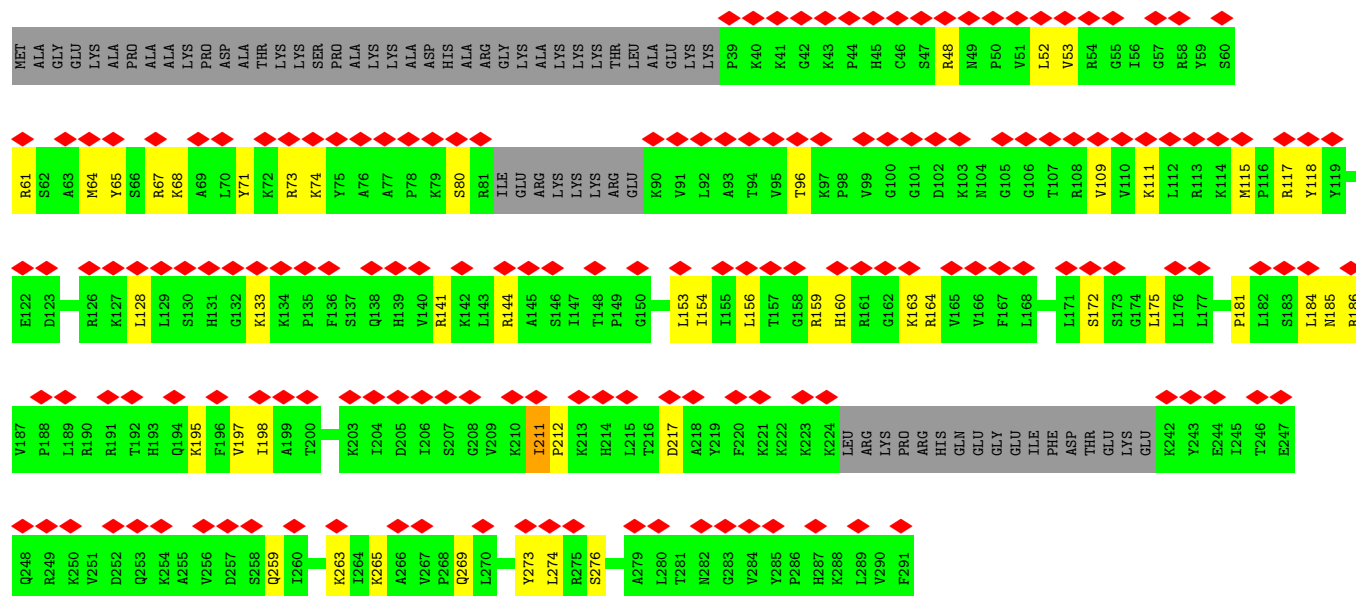 MET ALA GLY GLU LYS ALA PRO ALA ALA LYS PRO ASP ALA THR LYS LYS SER PRO ALA LYS LYS ALA ASP HIS ALA ARG GLY LYS ALA LYS LYS LYS THR LEU ALA GLU LYS LYS P39 K40 K41 G42 K43 P44 H45 C46 S47 R48 N49 P50 V51 L52 V53 R54 G55 I56 G57 R58 Y59 S60
R61 S62 A63 M64 Y65 S66 R67 K68 A69 L70 Y71 K72 R73 K74 Y75 A76 A77 P78 K79 S80 R81 ILE GLU ARG LYS LYS LYS ARG GLU K90 V91 L92 A93 T94 V95 T96 K97 P98 V99 G100 G101 D102 K103 N104 G105 G106 T107 R108 V109 V110 K111 L112 R113 K114 M115 P116 R117 Y118 Y119
E122 D123 R126 K127 L128 L129 S130 H131 G132 K133 K134 P135 F136 S137 Q138 H139 V140 R141 K142 L143 R144 A145 S146 I147 T148 P149 G150 L153 I154 I155 L156 T157 G158 R159 H160 R161 G162 K163 R164 V165 V166 F167 L168 L171 S172 S173 G174 L175 L176 L177 P181 L182 S183 L184 N185 R186
V187 P188 L189 R190 R191 T192 H193 Q194 K195 F196 V197 I198 A199 T200 K203 I204 D205 I206 S207 G208 V209 K210 I211 P212 K213 H214 L215 T216 D217 A218 Y219 F220 K221 K222 K223 K224 LEU ARG LYS PRO ARG HIS GLN GLU GLY GLU ILE PHE ASP THR GLU LYS GLU K242 Y243 E244 I245 T246 E247
Q248 R249 K250 V251 D252 Q253 K254 A255 V256 D257 S258 Q259 I260 K263 I264 K265 A266 V267 P268 Q269 L270 Y273 L274 R275 S276 A279 L280 T281 N282 G283 V284 Y285 P286 H287 K288 L289 V290 F291